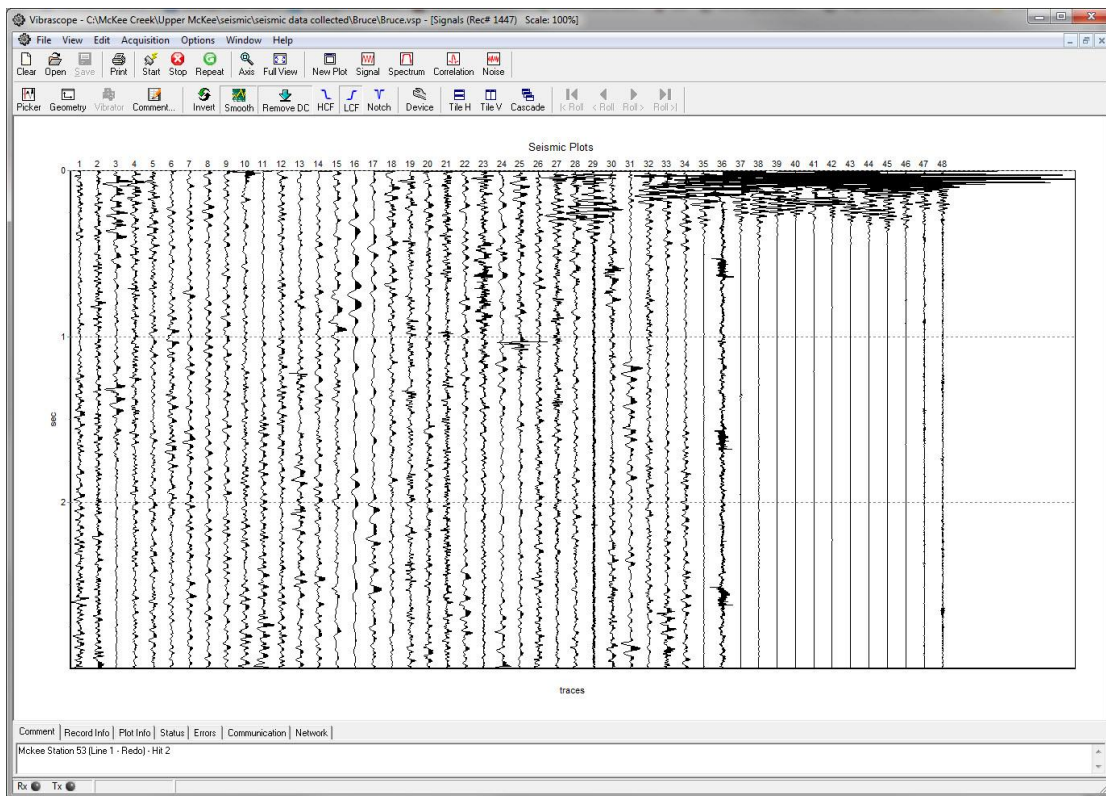 Vibrascope - C:\McKee Creek\Upper McKee\seismic\seismic data collected\Bruce\Bruce.vsp - [Signals (Rec# 1447)  Scale: 100%]
File View Edit Acquisition Options Window Help
Clear Open Save Print Start Stop Repeat Axis Full View New Plot Signal Spectrum Correlation Noise
Picker Geometry Vibrator Comment... Invert Smooth Remove DC HCF LCF Notch Device Tile H Tile V Cascade |< Roll < Roll Roll > Roll >|
Seismic Plots
1 2 3 4 5 6 7 8 9 10 11 12 13 14 15 16 17 18 19 20 21 22 23 24 25 26 27 28 29 30 31 32 33 34 35 36 37 38 39 40 41 42 43 44 45 46 47 48
0
1
sec
2
traces
Comment Record Info Plot Info Status Errors Communication Network
Mckee Station 53 (Line 1 - Redo) - Hit 2
Rx Tx